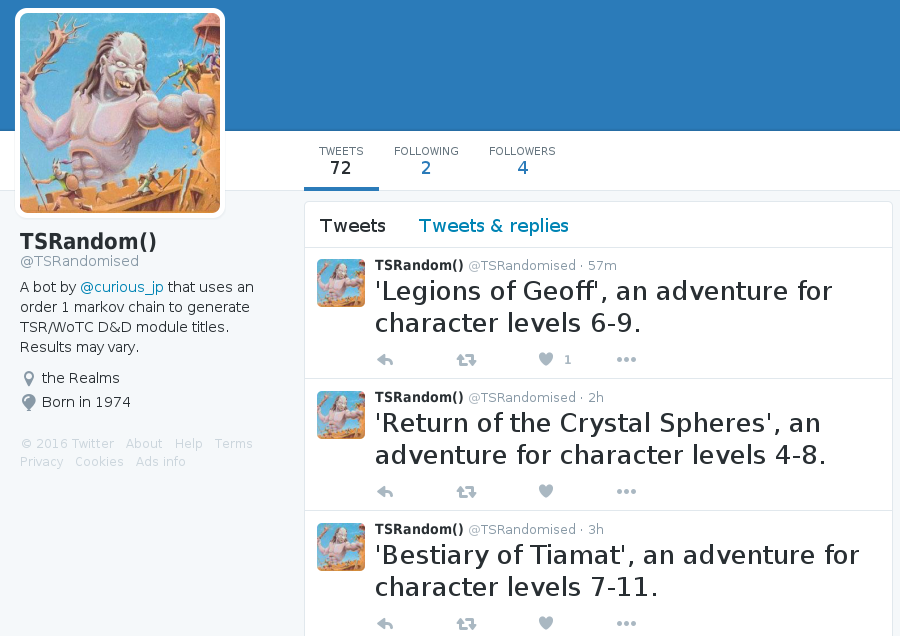 TWEETS FOLLOWING FOLLOWERS
72 2 4
TSRandom()
@TSRandomised
A bot by @curious_jp that uses an
order 1 markov chain to generate
TSR/WoTC D&D module titles.
Results may vary.
the Realms
Born in 1974
© 2016 Twitter About Help Terms
Privacy Cookies Ads info
Tweets Tweets & replies
TSRandom() @TSRandomised · 57m
'Legions of Geoff', an adventure for
character levels 6-9.
1
TSRandom() @TSRandomised · 2h
'Return of the Crystal Spheres', an
adventure for character levels 4-8.
TSRandom() @TSRandomised · 3h
'Bestiary of Tiamat', an adventure for
character levels 7-11.